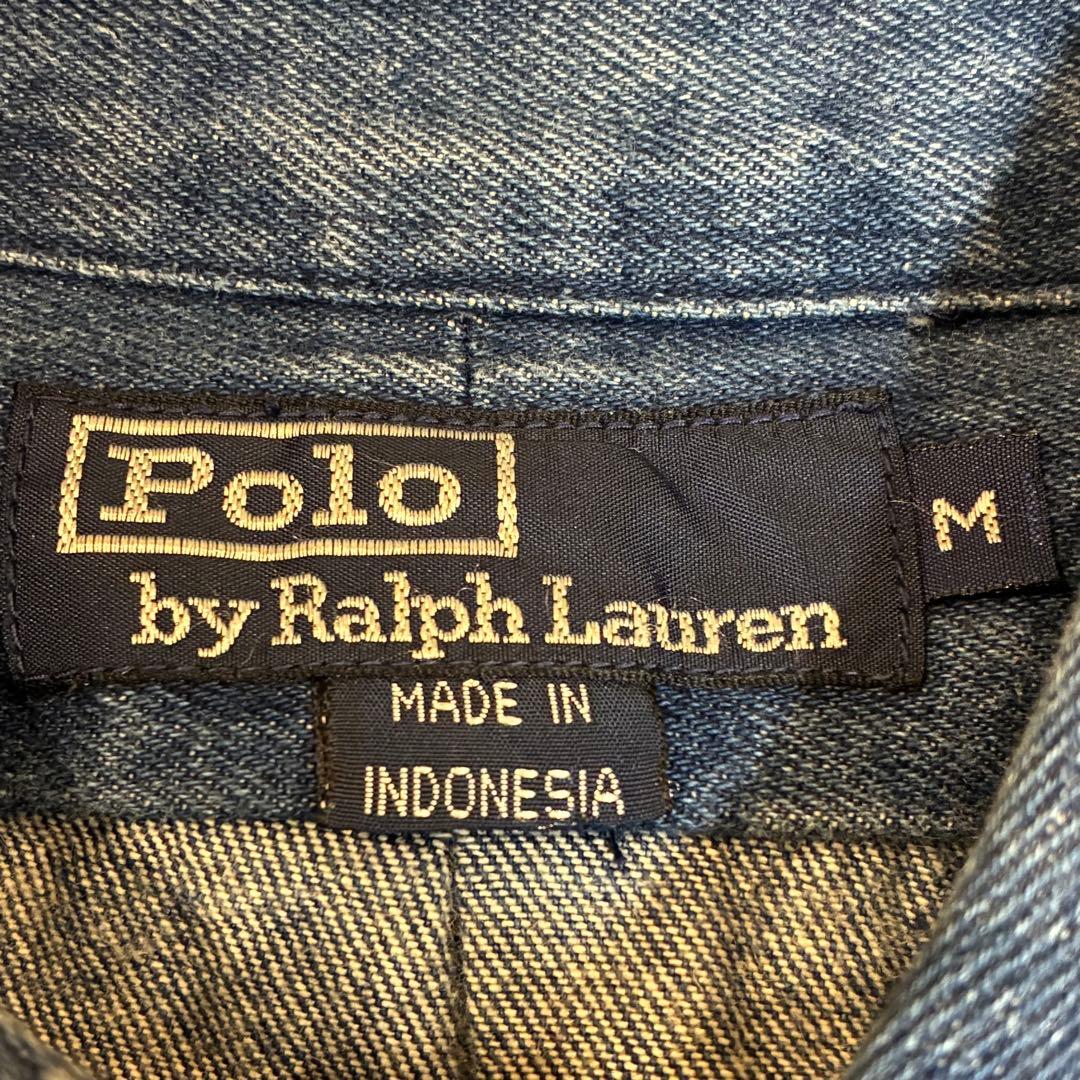 Polo
by Ralph Lauren
M
MADE IN
INDONESIA